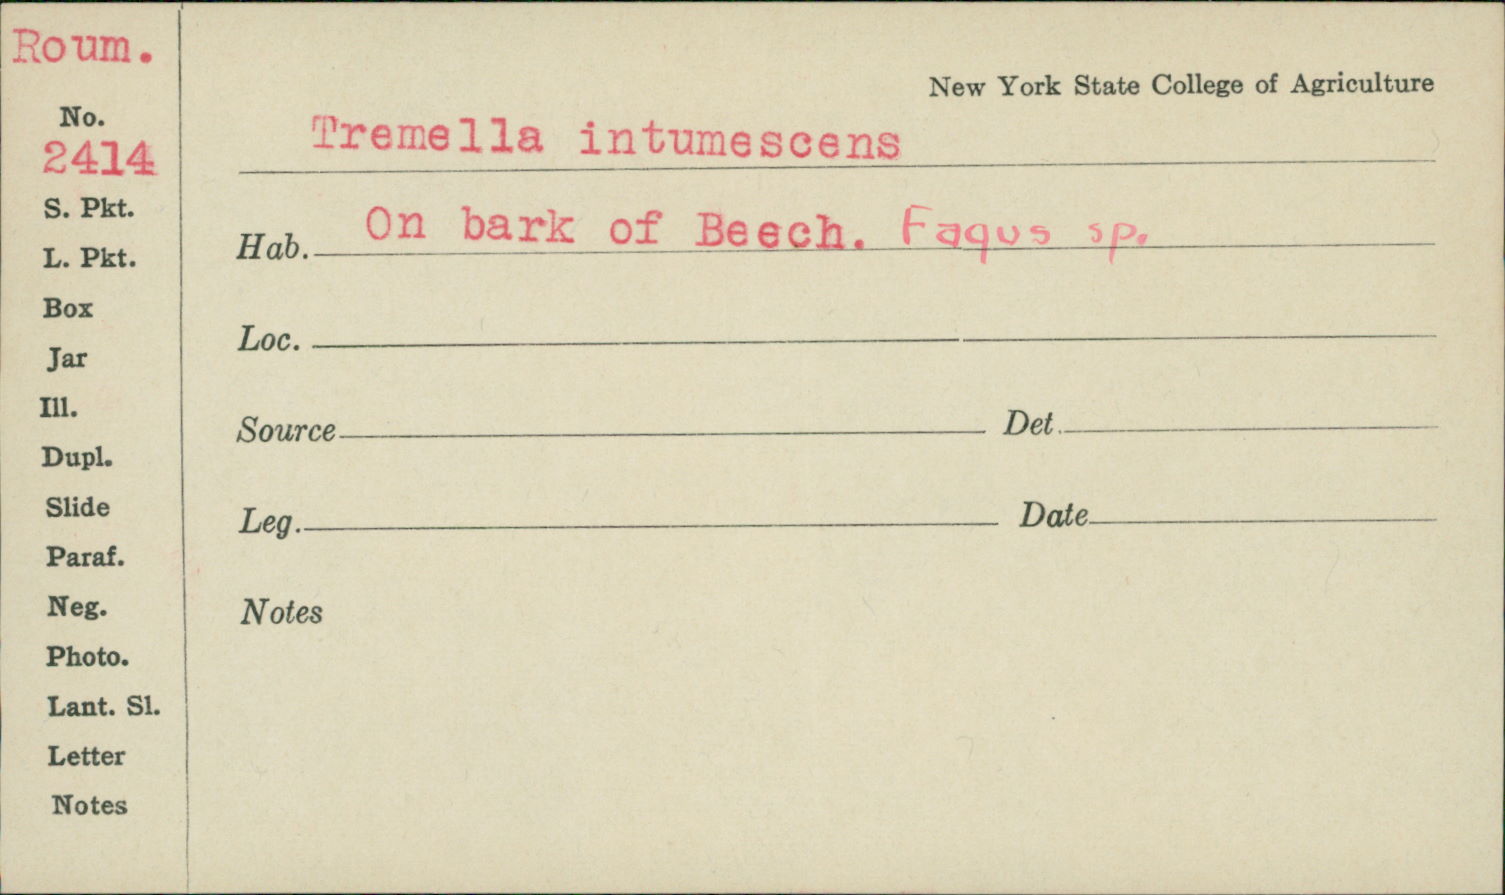 Roum.
No.
2414
S. Pkt.
L. Pkt.
Box
Jar
Ill.
Dupl.
Slide
Paraf.
Neg.
Photo.
Lant. Sl.
Letter
Notes
New York State College of Agriculture
Tremella intumescens
Hab. On bark of Beech. Fagus sp.
Loc.
Source Det.
Leg. Date
Notes